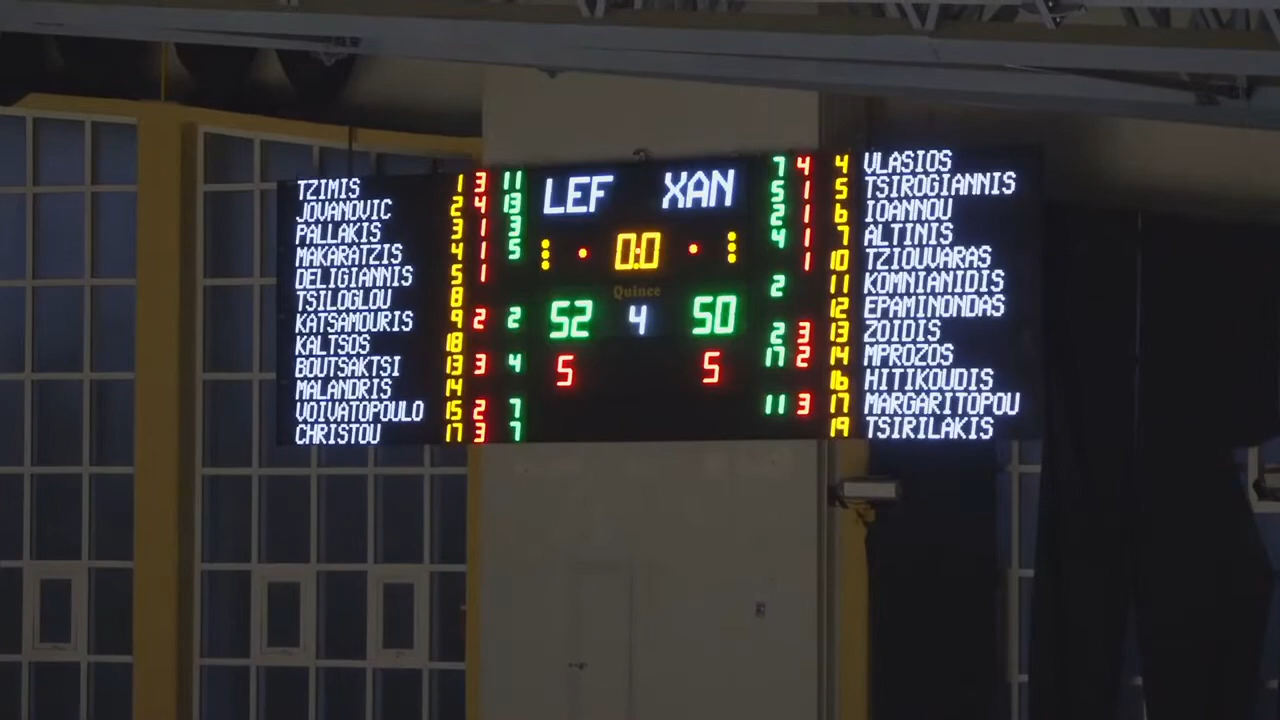 TZIMIS 1 3 11
JOVANOVIC 2 4 13
PALLAKIS 3 1 3
MAKARATZIS 4 1 5
DELIGIANNIS 5 1
TSILOGLOU 8
KATSAMOURIS 9 2 2
KALTSOS 18
BOUTSAKTSI 13 3 4
MALANDRIS 14
VOIVATOPOULO 15 2 7
CHRISTOU 17 3 7
LEF XAN
0:0
Quince
52 4 50
5 5
7 4 4 VLASIOS
5 1 5 TSIROGIANNIS
2 1 6 IOANNOU
4 1 7 ALTINIS
1 10 TZIOUVARAS
2 11 KOMNIANIDIS
12 EPAMINONDAS
2 3 13 ZOIDIS
17 2 14 MPROZOS
16 HITIKOUDIS
11 3 17 MARGARITOPOU
19 TSIRILAKIS